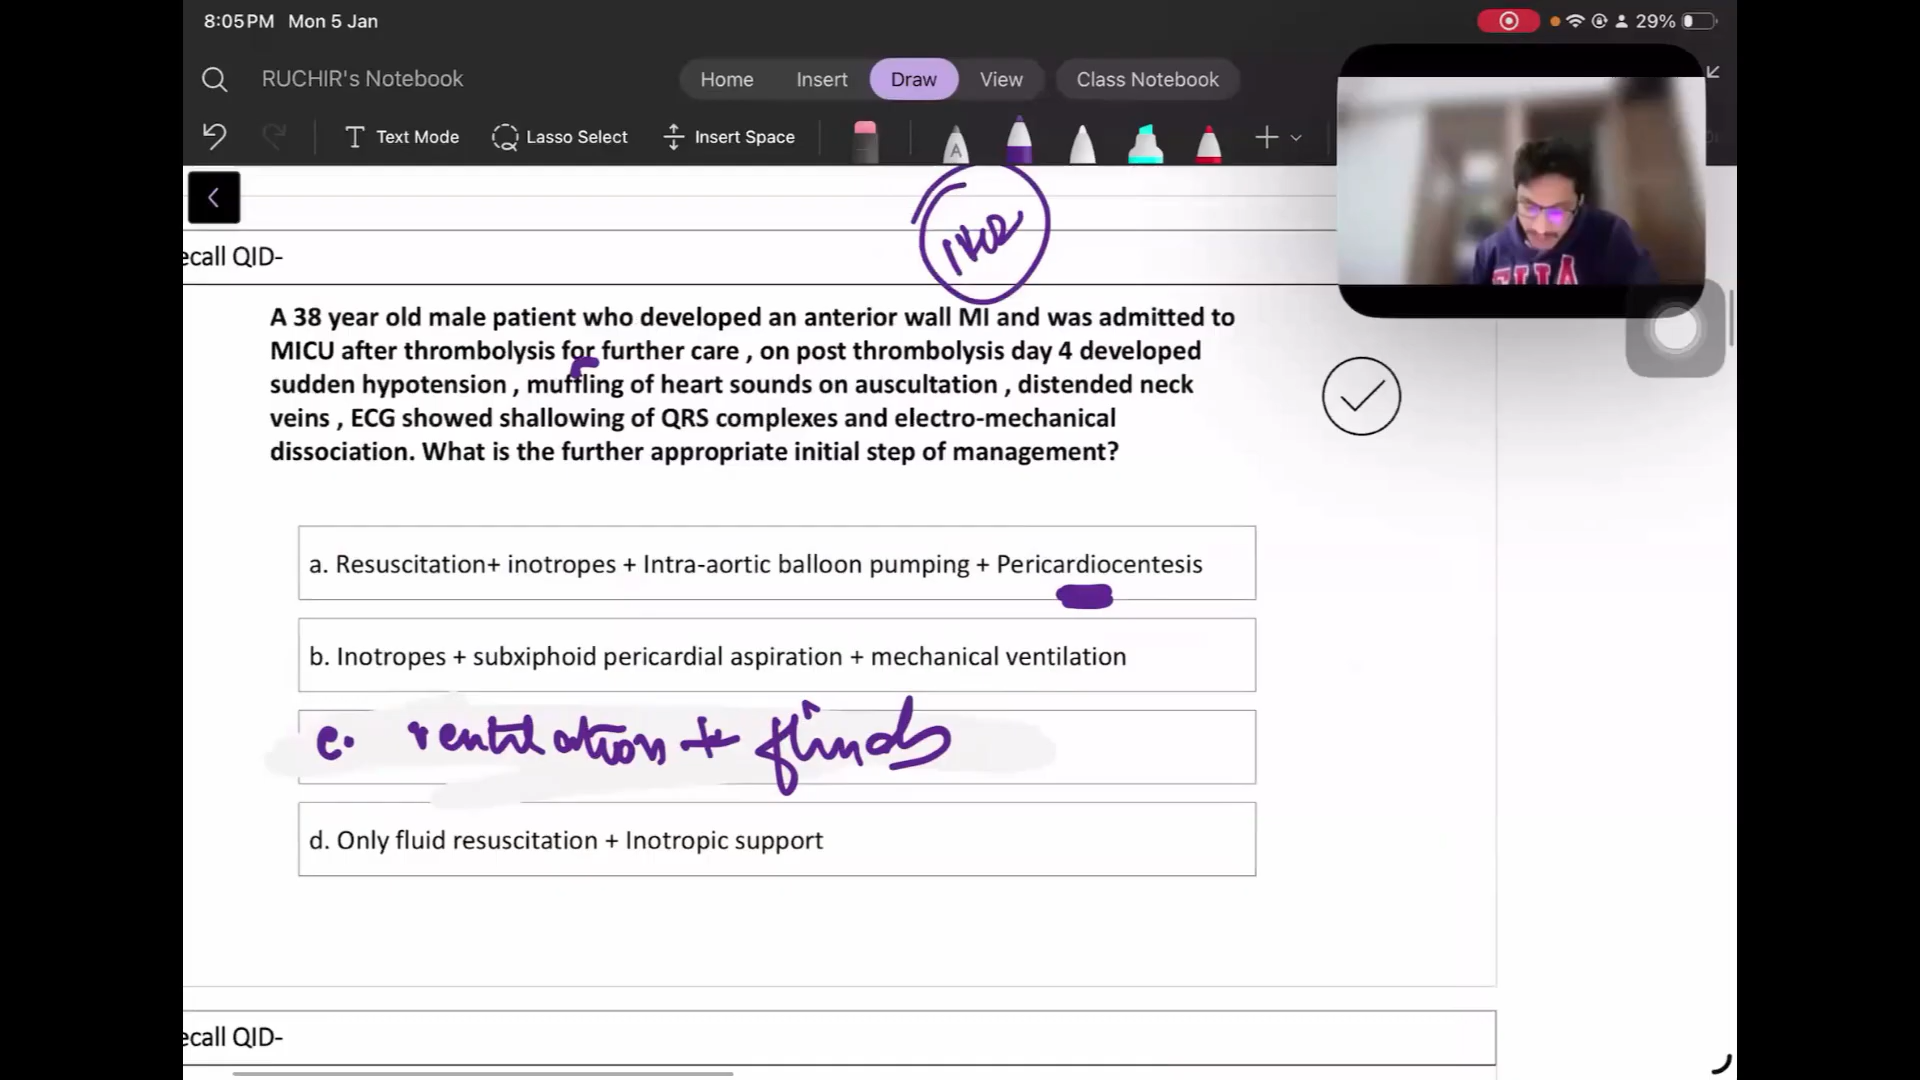 8:05 PM Mon 5 Jan
29%
RUCHIR's Notebook
Home Insert Draw View Class Notebook
Text Mode Lasso Select Insert Space
A
ecall QID-
A 38 year old male patient who developed an anterior wall MI and was admitted to
MICU after thrombolysis for further care , on post thrombolysis day 4 developed
sudden hypotension , muffling of heart sounds on auscultation , distended neck
veins , ECG showed shallowing of QRS complexes and electro-mechanical
dissociation. What is the further appropriate initial step of management?
a. Resuscitation+ inotropes + Intra-aortic balloon pumping + Pericardiocentesis
b. Inotropes + subxiphoid pericardial aspiration + mechanical ventilation
c. ventilation + fluids
d. Only fluid resuscitation + Inotropic support
ecall QID-